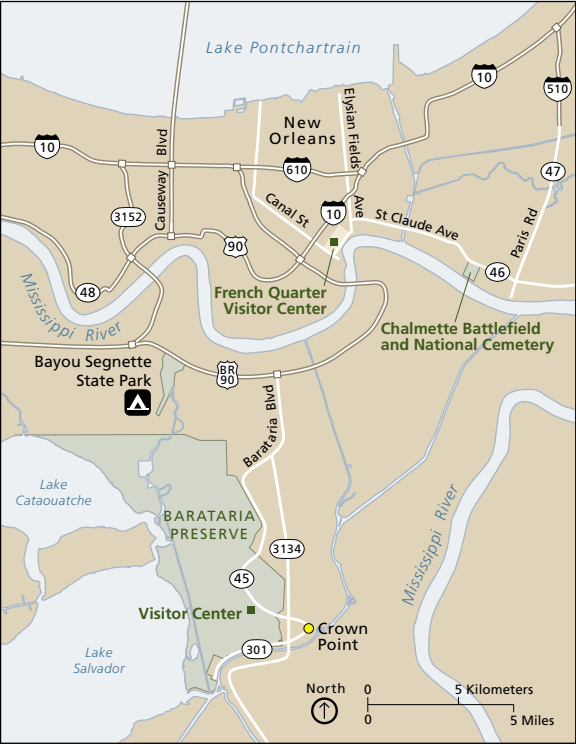 Lake Pontchartrain
10
510
New
Orleans
Elysian Fields
Ave
10
Causeway Blvd
610
47
3152
Canal St
10
St Claude Ave
Paris Rd
90
48
46
Mississippi River
French Quarter
Visitor Center
Chalmette Battlefield
and National Cemetery
Bayou Segnette
State Park
BR
90
Barataria Blvd
Lake
Cataouatche
BARATARIA
PRESERVE
3134
Mississippi River
45
Visitor Center
Crown
Point
301
Lake
Salvador
North
0
5 Kilometers
0
5 Miles